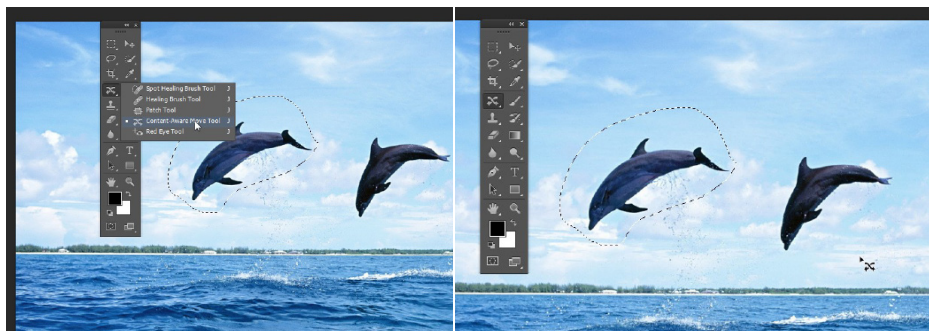 Spot Healing Brush Tool J
Healing Brush Tool J
Patch Tool J
Content-Aware Move Tool J
Red Eye Tool J
T
T